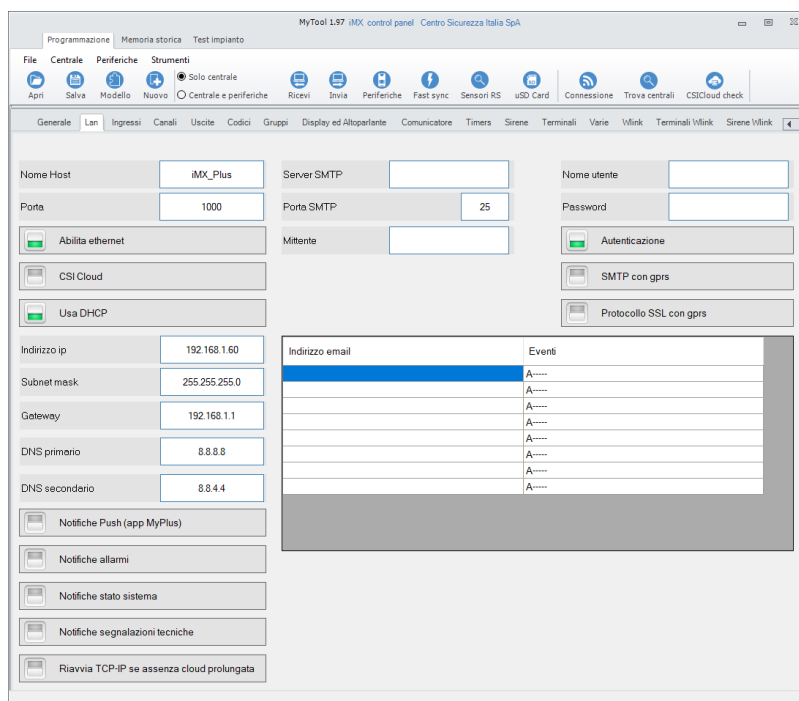 MyTool 1.97 iMX control panel Centro Sicurezza Italia SpA
Programmazione Memoria storica Test impianto
File Centrale Periferiche Strumenti
Apri Salva Modello Nuovo Solo centrale Centrale e periferiche Ricevi Invia Periferiche Fast sync Sensori RS uSD Card Connessione Trova centrali CSICloud check
Generale Lan Ingressi Canali Uscite Codici Gruppi Display ed Altoparlante Comunicatore Timers Sirene Terminali Varie Wlink Terminali Wlink Sirene Wlink
Nome Host iMX_Plus Server SMTP Nome utente
Porta 1000 Porta SMTP 25 Password
Abilita ethernet Mittente Autenticazione
CSI Cloud SMTP con gprs
Usa DHCP Protocollo SSL con gprs
Indirizzo ip 192.168.1.60
Subnet mask 255.255.255.0
Gateway 192.168.1.1
DNS primario 8.8.8.8
DNS secondario 8.8.4.4
Indirizzo email Eventi
A-----
A-----
A-----
A-----
A-----
A-----
A-----
A-----
Notifiche Push (app MyPlus)
Notifiche allarmi
Notifiche stato sistema
Notifiche segnalazioni tecniche
Riavvia TCP-IP se assenza cloud prolungata